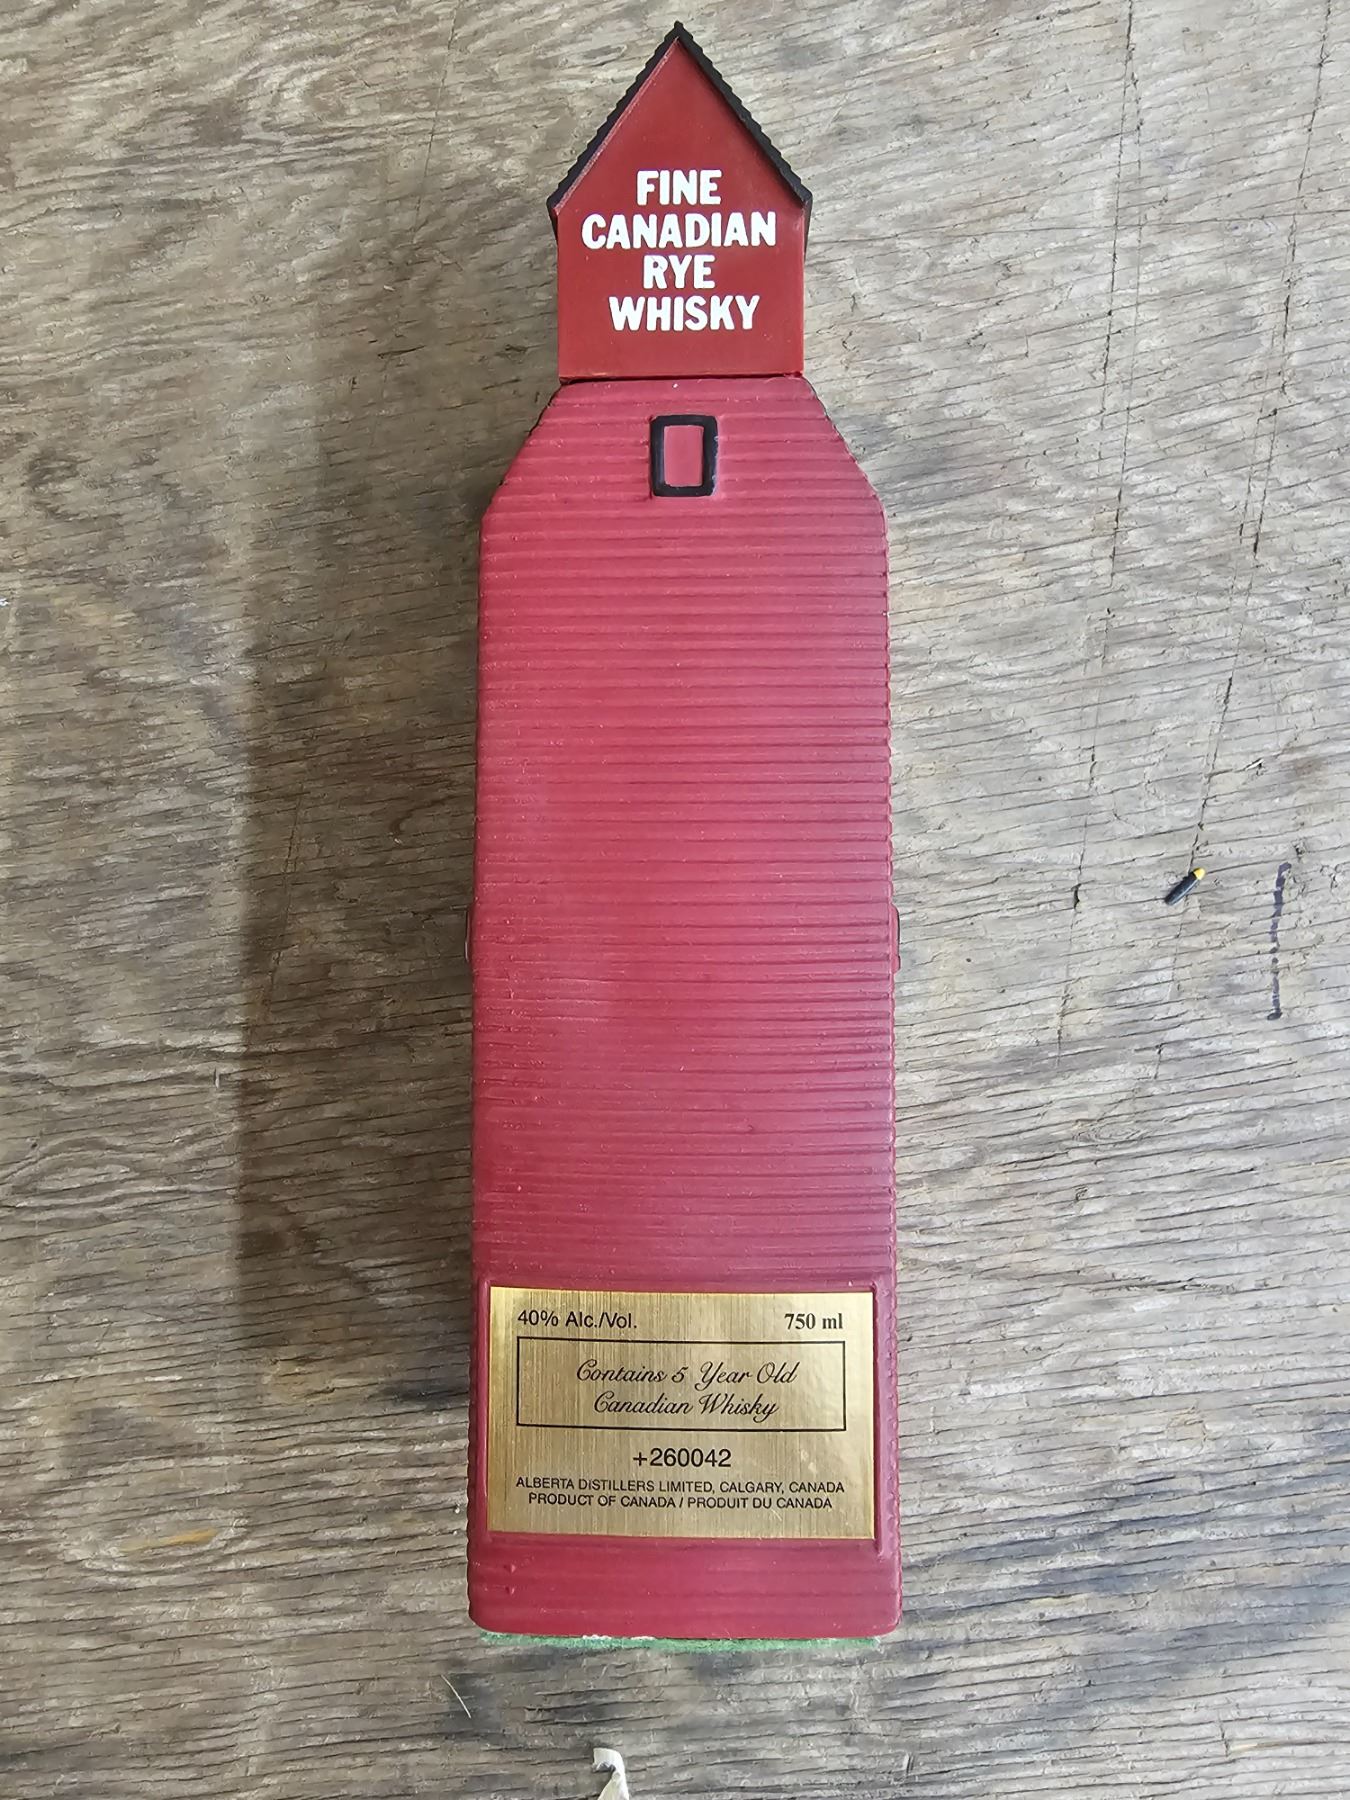 FINE
CANADIAN
RYE
WHISKY
40% Alc./Vol. 750 ml
Contains 5 Year Old
Canadian Whisky
+260042
ALBERTA DISTILLERS LIMITED, CALGARY, CANADA
PRODUCT OF CANADA / PRODUIT DU CANADA